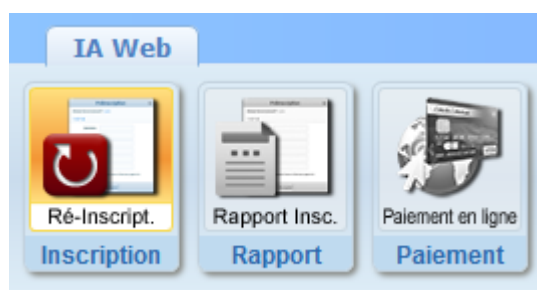 IA Web
Ré-Inscript. Rapport Insc. Paiement en ligne
Inscription Rapport Paiement